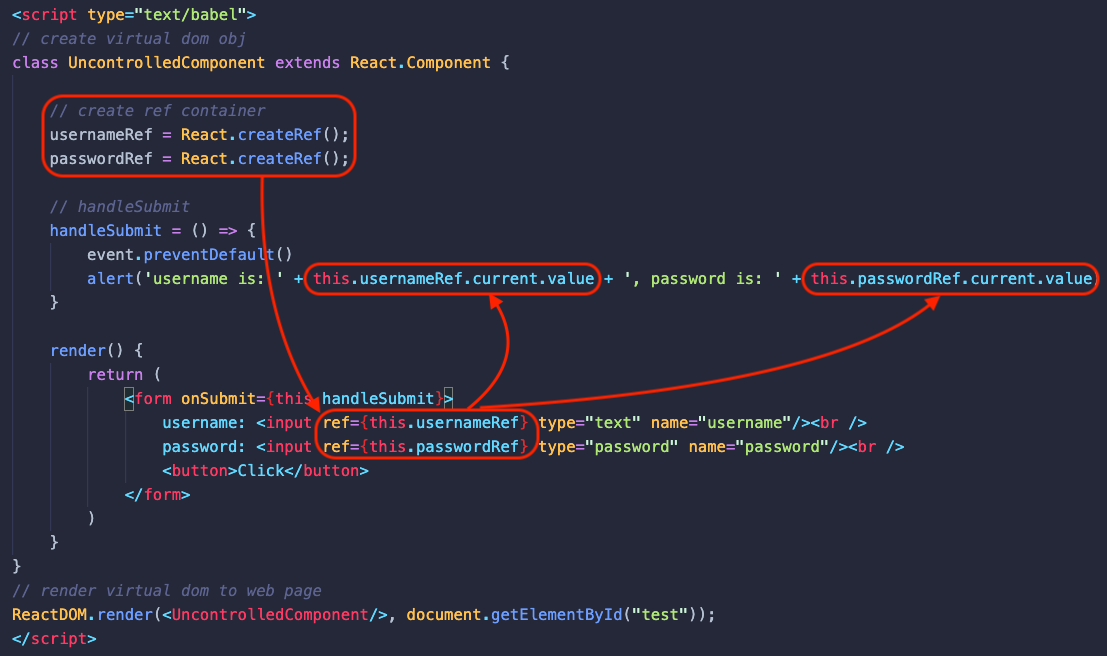 <script type="text/babel">
// create virtual dom obj
class UncontrolledComponent extends React.Component {
// create ref container
usernameRef = React.createRef();
passwordRef = React.createRef();
// handleSubmit
handleSubmit = () => {
event.preventDefault()
alert('username is: ' + this.usernameRef.current.value + ', password is: ' + this.passwordRef.current.value
}
render() {
return (
<form onSubmit={this.handleSubmit}>
username: <input ref={this.usernameRef} type="text" name="username"/><br />
password: <input ref={this.passwordRef} type="password" name="password"/><br />
<button>Click</button>
</form>
)
}
}
// render virtual dom to web page
ReactDOM.render(<UncontrolledComponent/>, document.getElementById("test"));
</script>